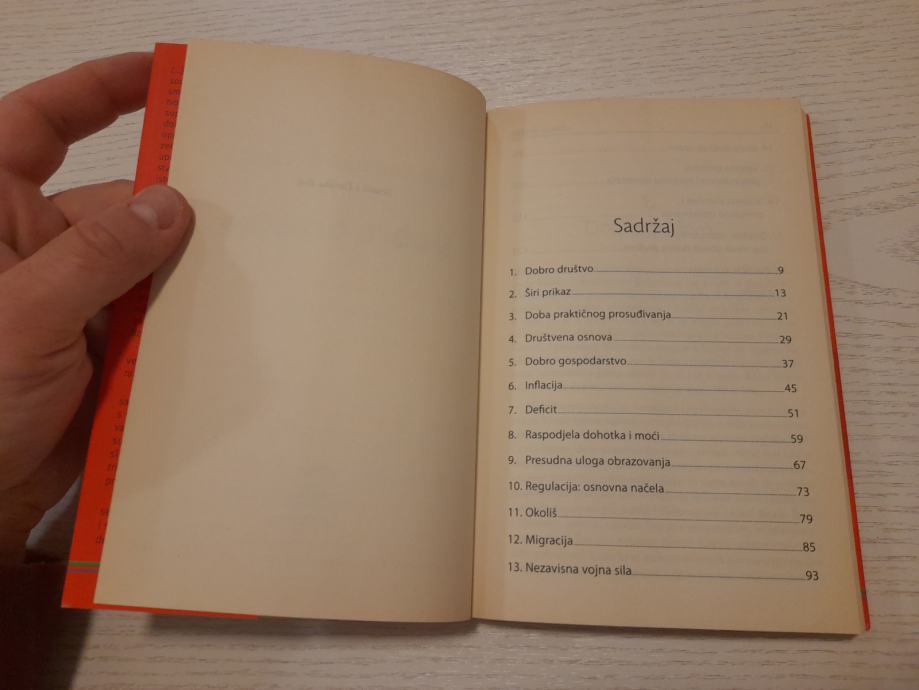 Sadržaj
1. Dobro društvo 9
2. Širi prikaz 13
3. Doba praktičnog prosuđivanja 21
4. Društvena osnova 29
5. Dobro gospodarstvo 37
6. Inflacija 45
7. Deficit 51
8. Raspodjela dohotka i moći 59
9. Presudna uloga obrazovanja 67
10. Regulacija: osnovna načela 73
11. Okoliš 79
12. Migracija 85
13. Nezavisna vojna sila 93